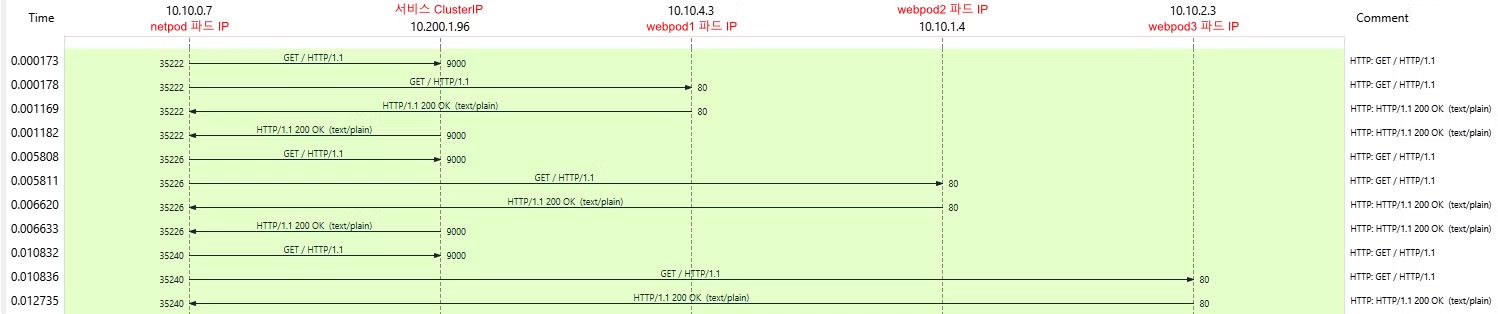 Time 10.10.0.7 서비스 ClusterIP 10.10.4.3 webpod2 파드 IP 10.10.2.3 Comment
netpod 파드 IP 10.200.1.96 webpod1 파드 IP 10.10.1.4 webpod3 파드 IP
0.000173 35222 GET / HTTP/1.1 9000 HTTP: GET / HTTP/1.1
0.000178 35222 GET / HTTP/1.1 80 HTTP: GET / HTTP/1.1
0.001169 35222 HTTP/1.1 200 OK (text/plain) 80 HTTP: HTTP/1.1 200 OK (text/plain)
0.001182 35222 HTTP/1.1 200 OK (text/plain) 9000 HTTP: HTTP/1.1 200 OK (text/plain)
0.005808 35226 GET / HTTP/1.1 9000 HTTP: GET / HTTP/1.1
0.005811 35226 GET / HTTP/1.1 80 HTTP: GET / HTTP/1.1
0.006620 35226 HTTP/1.1 200 OK (text/plain) 80 HTTP: HTTP/1.1 200 OK (text/plain)
0.006633 35226 HTTP/1.1 200 OK (text/plain) 9000 HTTP: HTTP/1.1 200 OK (text/plain)
0.010832 35240 GET / HTTP/1.1 9000 HTTP: GET / HTTP/1.1
0.010836 35240 GET / HTTP/1.1 80 HTTP: GET / HTTP/1.1
0.012735 35240 HTTP/1.1 200 OK (text/plain) 80 HTTP: HTTP/1.1 200 OK (text/plain)